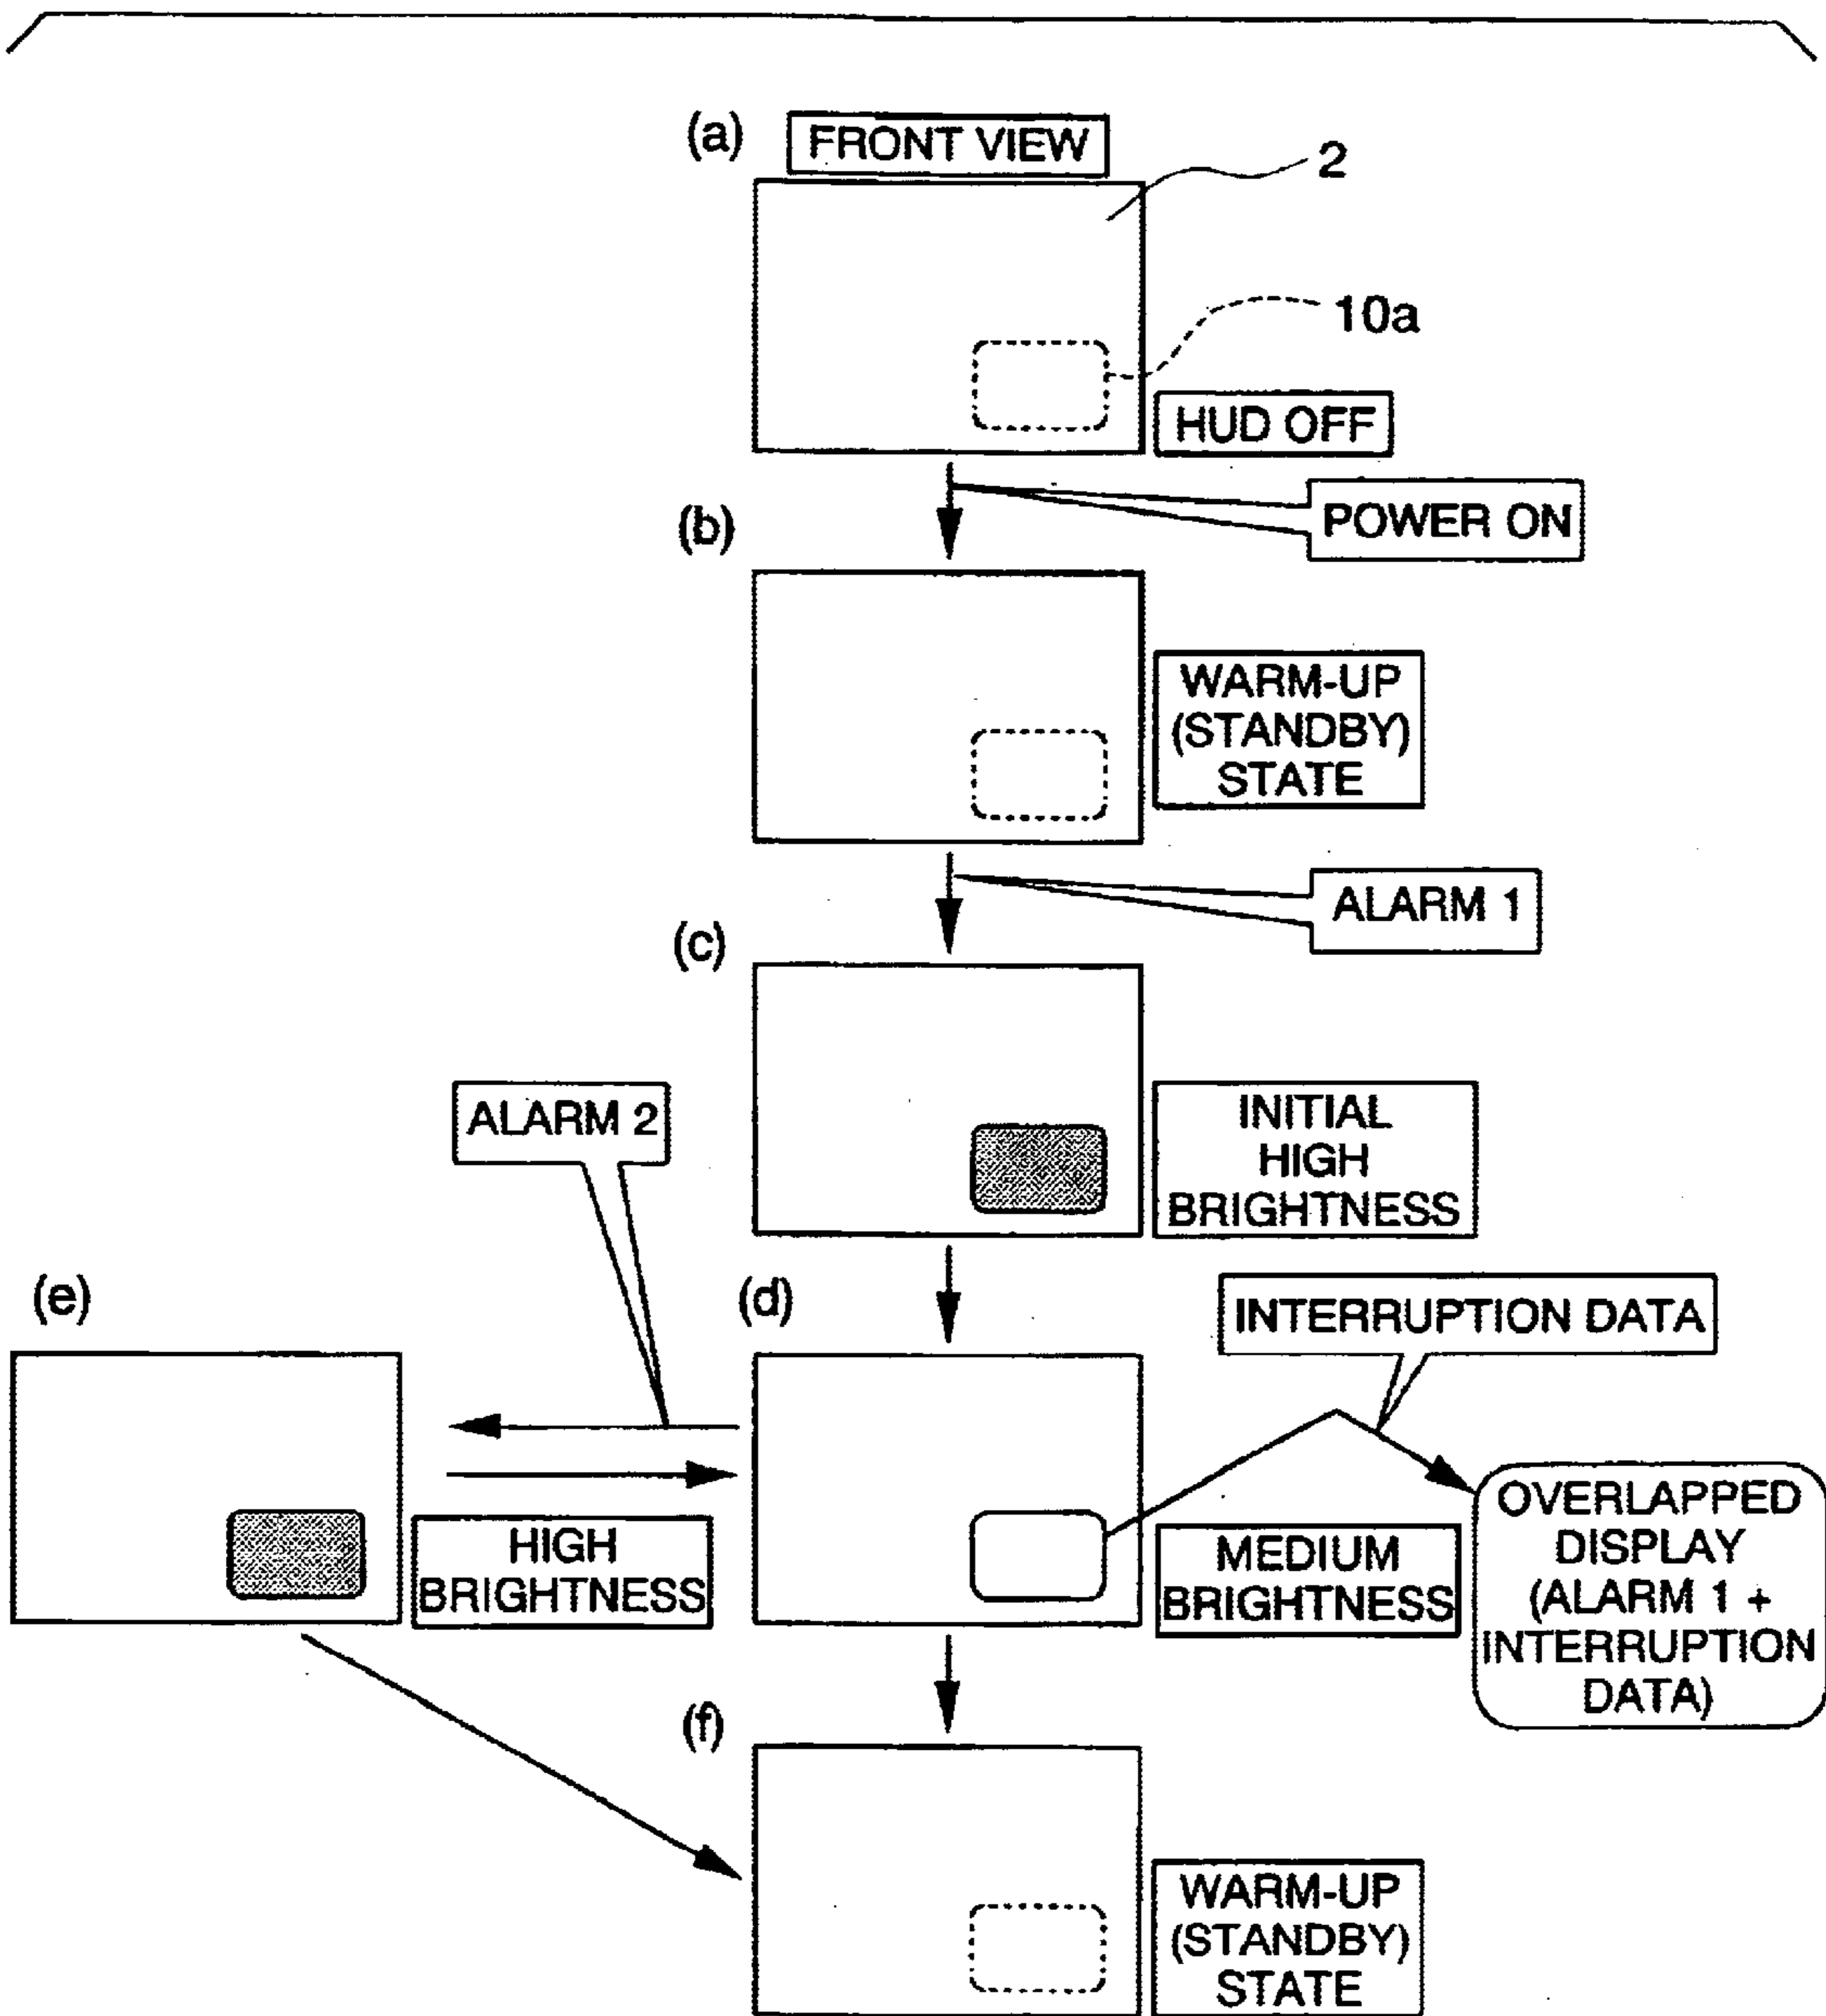 (a)
FRONT VIEW
2
10a
HUD OFF
POWER ON
(b)
WARM-UP
(STANDBY)
STATE
ALARM 1
(c)
INITIAL
HIGH
BRIGHTNESS
ALARM 2
(e)
HIGH
BRIGHTNESS
(d)
INTERRUPTION DATA
MEDIUM
BRIGHTNESS
OVERLAPPED
DISPLAY
(ALARM 1 +
INTERRUPTION
DATA)
(f)
WARM-UP
(STANDBY)
STATE